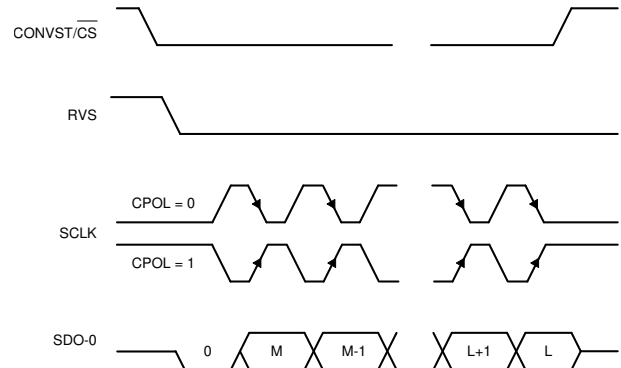 CONVST/CS
RVS
CPOL = 0
SCLK
CPOL = 1
SDO-0
0
M
M-1
L+1
L